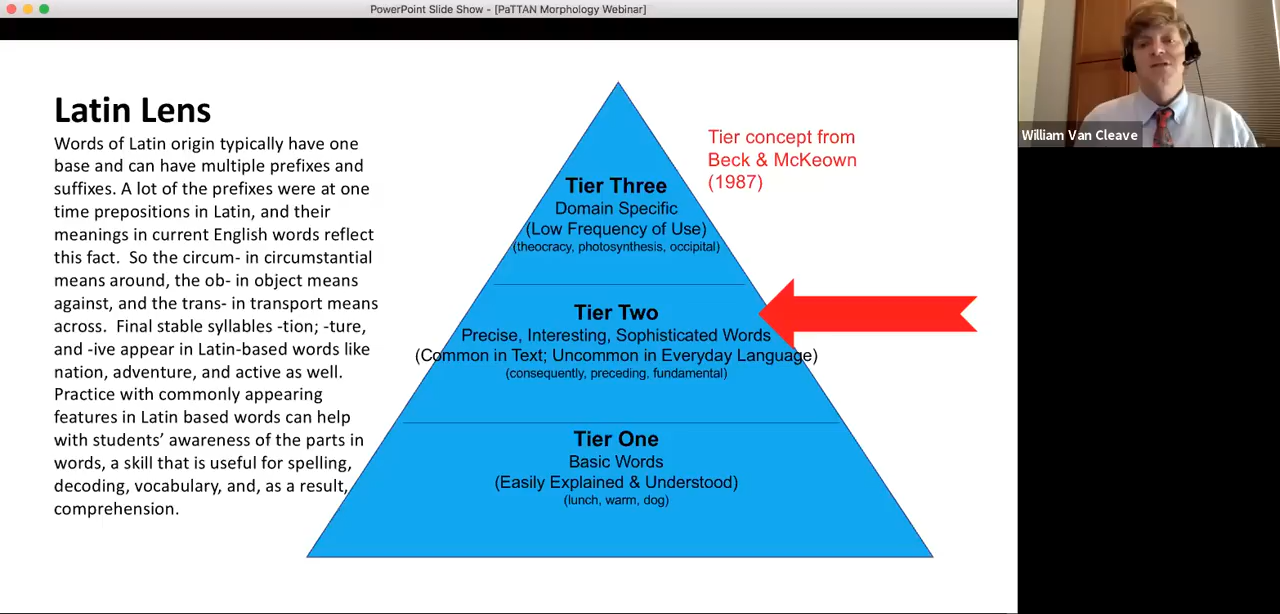 PowerPoint Slide Show - [PaTTAN Morphology Webinar]
Latin Lens
Words of Latin origin typically have one
base and can have multiple prefixes and
suffixes. A lot of the prefixes were at one
time prepositions in Latin, and their
meanings in current English words reflect
this fact.  So the circum- in circumstantial
means around, the ob- in object means
against, and the trans- in transport means
across.  Final stable syllables -tion; -ture,
and -ive appear in Latin-based words like
nation, adventure, and active as well.
Practice with commonly appearing
features in Latin based words can help
with students’ awareness of the parts in
words, a skill that is useful for spelling,
decoding, vocabulary, and, as a result,
comprehension.
Tier Three
Domain Specific
(Low Frequency of Use)
(theocracy, photosynthesis, occipital)
Tier Two
Precise, Interesting, Sophisticated Words
(Common in Text; Uncommon in Everyday Language)
(consequently, preceding, fundamental)
Tier One
Basic Words
(Easily Explained & Understood)
(lunch, warm, dog)
Tier concept from
Beck & McKeown
(1987)
William Van Cleave